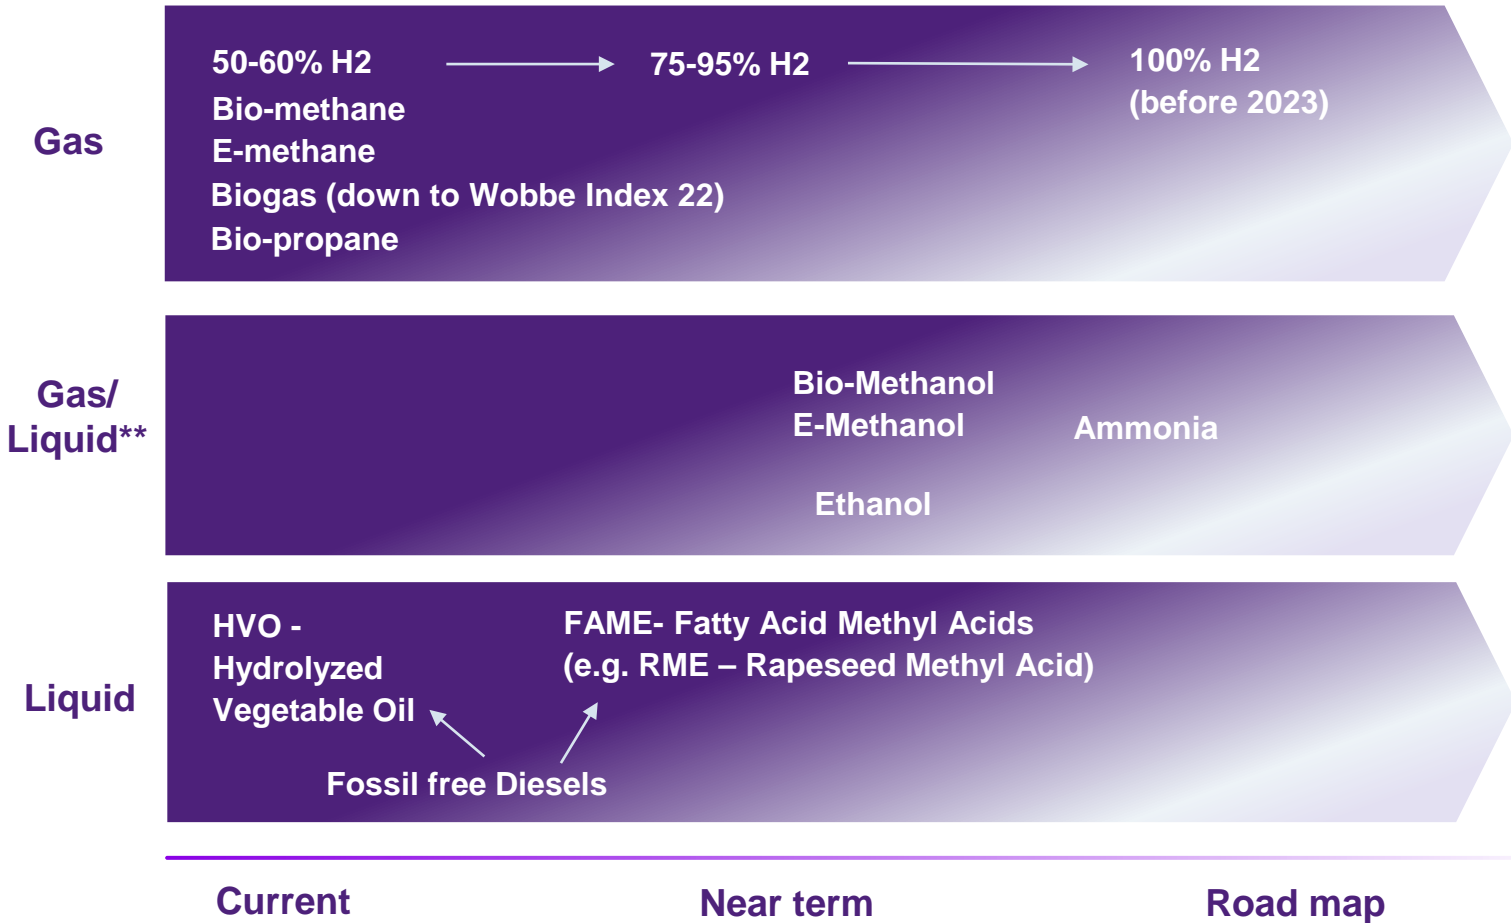 Gas
50-60% H2
75-95% H2
100% H2
(before 2023)
Bio-methane
E-methane
Biogas (down to Wobbe Index 22)
Bio-propane
Gas/
Liquid**
Bio-Methanol
E-Methanol
Ammonia
Ethanol
Liquid
HVO -
Hydrolyzed
Vegetable Oil
FAME- Fatty Acid Methyl Acids
(e.g. RME – Rapeseed Methyl Acid)
Fossil free Diesels
Current
Near term
Road map